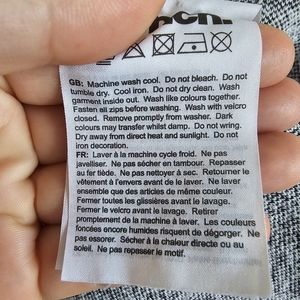 GB: Machine wash cool. Do not bleach. Do not
tumble dry. Cool iron. Do not dry clean. Wash
garment inside out. Wash like colours together.
Fasten all zips before washing. Wash with velcro
closed. Remove promptly from washer. Dark
colours may transfer whilst damp. Do not wring.
Dry away from direct heat and sunlight. Do not
iron decoration.
FR: Laver à la machine cycle froid. Ne pas
javelliser. Ne pas sécher en tambour. Repasser
au fer tiède. Ne pas nettoyer à sec. Retourner le
vêtement à l'envers avant de le laver. Laver
ensemble que des articles de même couleur.
Fermer toutes les glissières avant le lavage.
Fermer le velcro avant le lavage. Retirer
promptement de la machine à laver. Les couleurs
foncées encore humides risquent de dégorger. Ne
pas essorer. Sécher à la chaleur directe ou au
soleil. Ne pas repasser le motif.